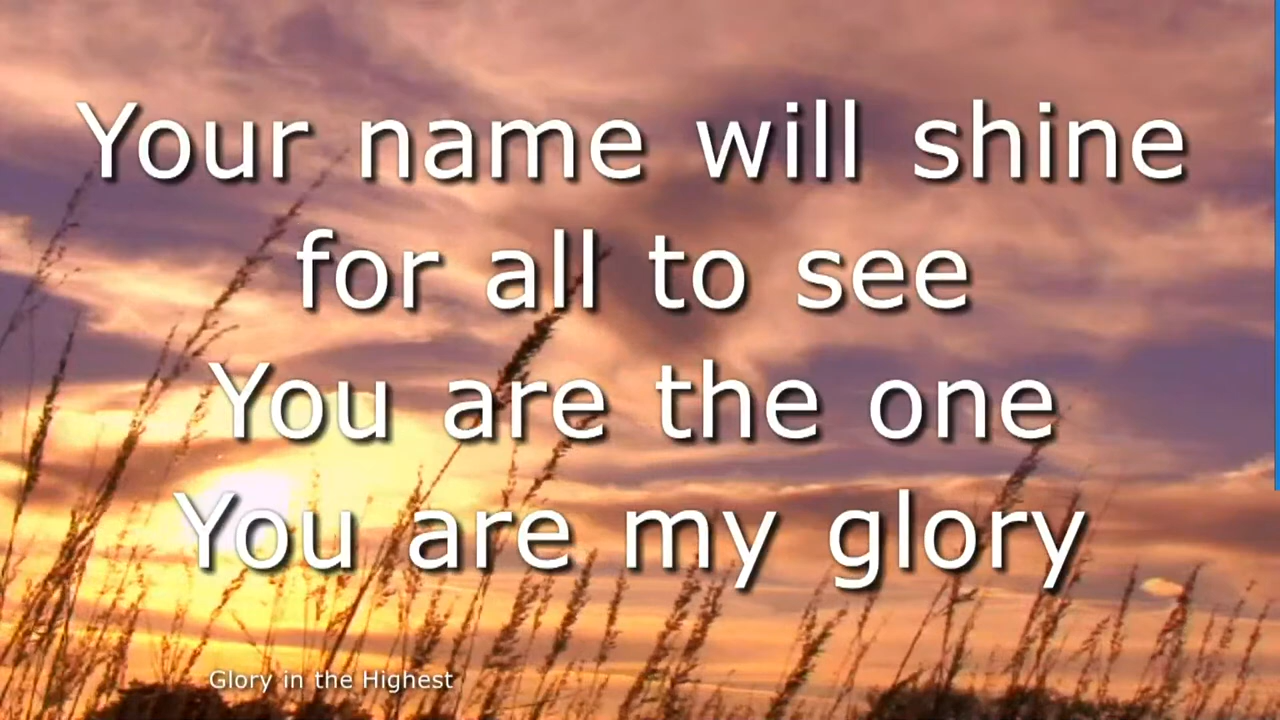 Your name will shine
for all to see
You are the one
You are my glory
Glory in the Highest